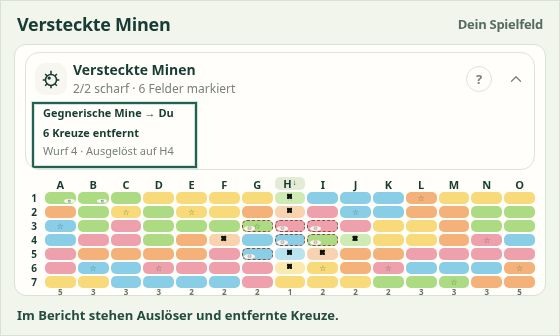 Versteckte Minen
Dein Spielfeld
Versteckte Minen
2/2 scharf · 6 Felder markiert
?
Gegnerische Mine → Du
6 Kreuze entfernt
Wurf 4 · Ausgelöst auf H4
A B C D E F G H↓ I J K L M N O
1
2
3
4
5
6
7
5 3 3 3 2 2 2 1 2 2 2 3 3 3 5
Im Bericht stehen Auslöser und entfernte Kreuze.